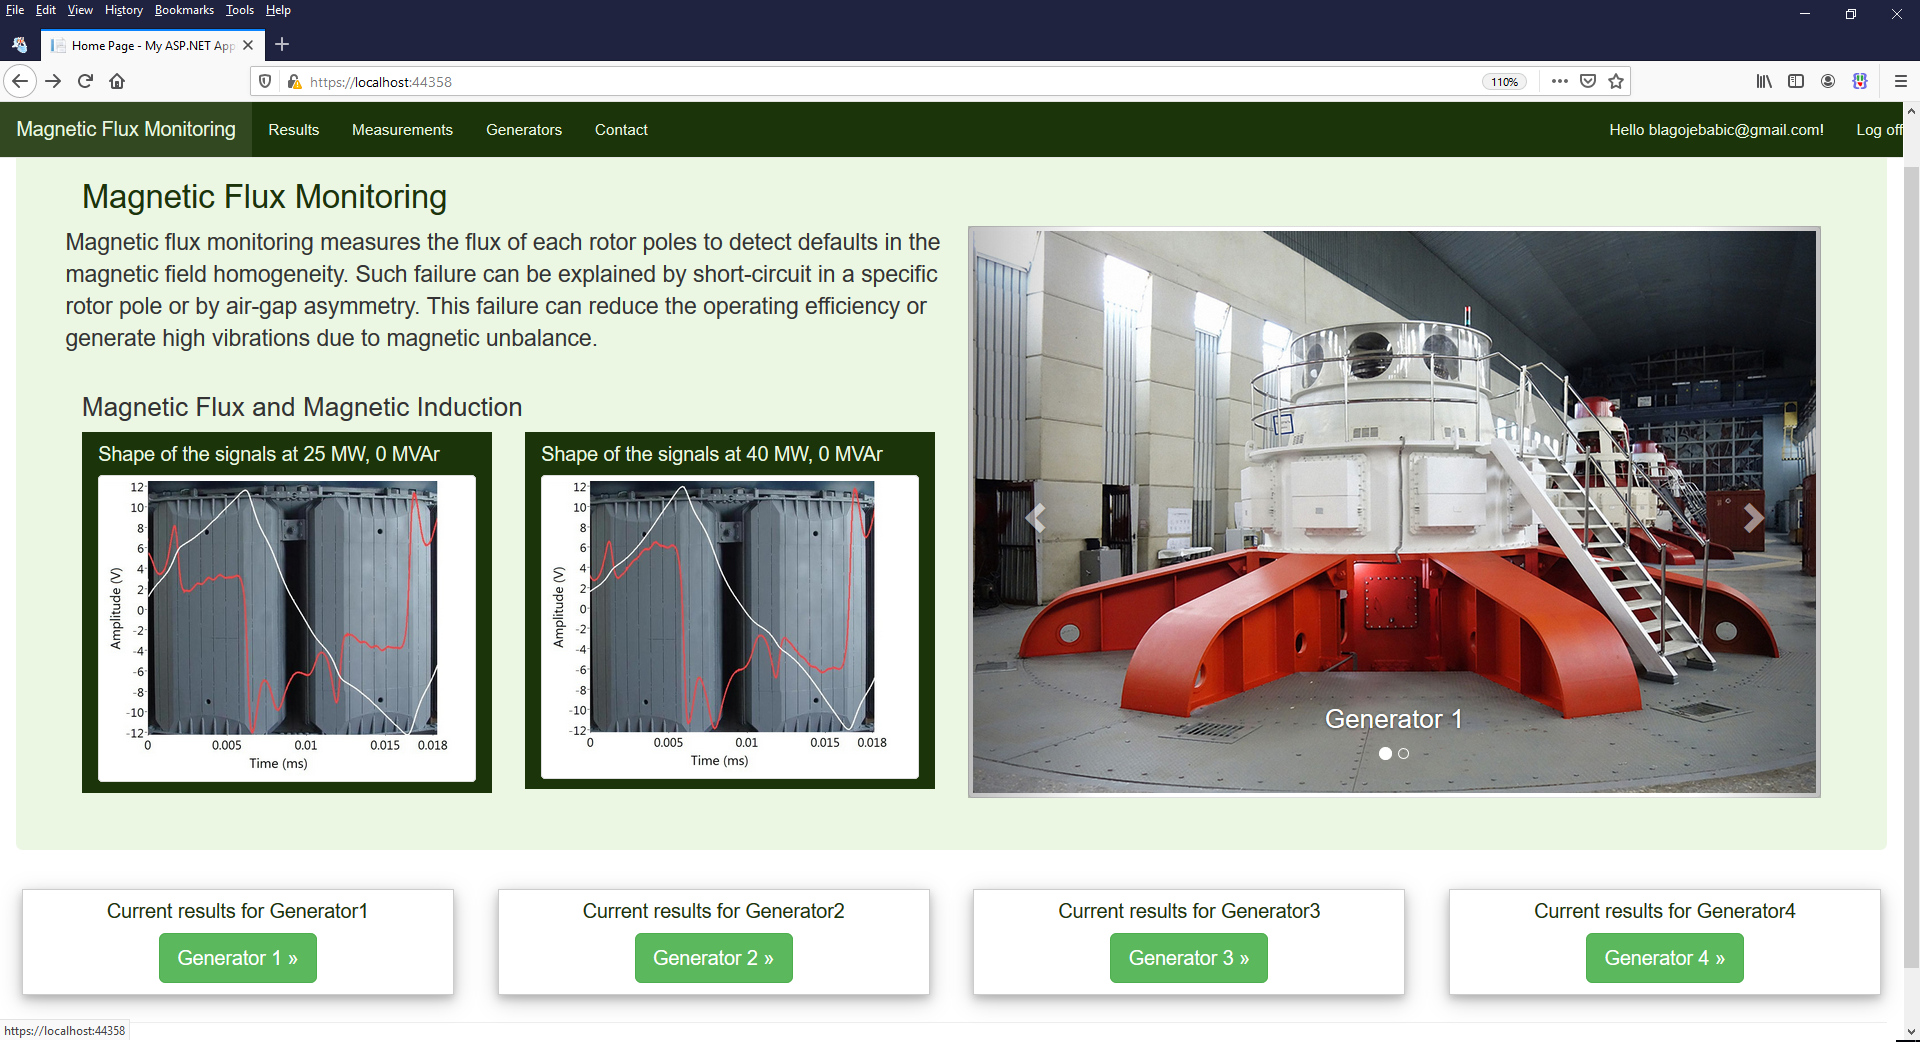 File Edit View History Bookmarks Tools Help
Home Page - My ASP.NET App
https://localhost:44358
110%
Magnetic Flux Monitoring Results Measurements Generators Contact Hello blagojebabic@gmail.com! Log off
Magnetic Flux Monitoring
Magnetic flux monitoring measures the flux of each rotor poles to detect defaults in the
magnetic field homogeneity. Such failure can be explained by short-circuit in a specific
rotor pole or by air-gap asymmetry. This failure can reduce the operating efficiency or
generate high vibrations due to magnetic unbalance.
Magnetic Flux and Magnetic Induction
Shape of the signals at 25 MW, 0 MVAr
12
10
8
6
4
2
0
-2
-4
-6
-8
-10
-12
Amplitude (V)
0 0.005 0.01 0.015 0.018
Time (ms)
Shape of the signals at 40 MW, 0 MVAr
12
10
8
6
4
2
0
-2
-4
-6
-8
-10
-12
Amplitude (V)
0 0.005 0.01 0.015 0.018
Time (ms)
Generator 1
Current results for Generator1
Generator 1 »
Current results for Generator2
Generator 2 »
Current results for Generator3
Generator 3 »
Current results for Generator4
Generator 4 »
https://localhost:44358